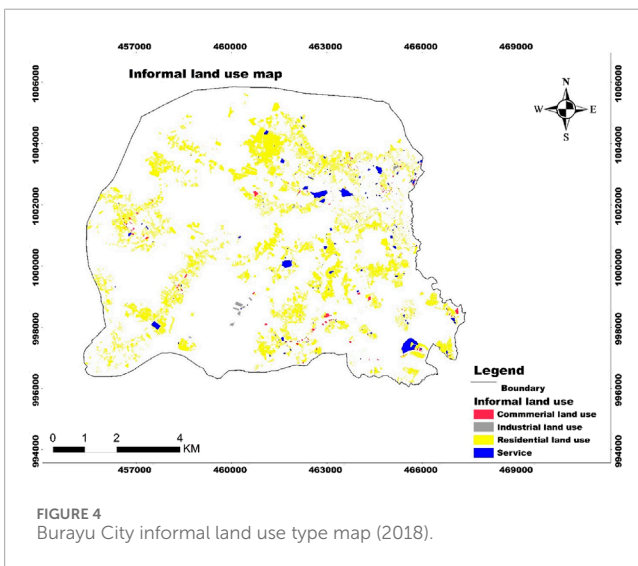 457000 460000 463000 466000 469000
Informal land use map
N
W E
S
1006000 1006000
1004000 1004000
1002000 1002000
1000000 1000000
998000 998000
996000 996000
994000 994000
Legend
Boundary
Informal land use
Commmerial land use
Industrial land use
Residential land use
Service
0 1 2 4
KM
457000 460000 463000 466000 469000
FIGURE 4
Burayu City informal land use type map (2018).